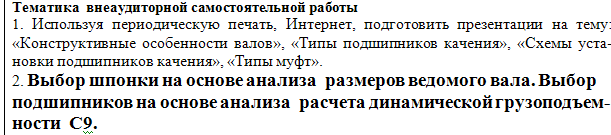 Тематика внеаудиторной самостоятельной работы
1. Используя периодическую печать, Интернет, подготовить презентации на тему:
«Конструктивные особенности валов», «Типы подшипников качения», «Схемы уста-
новки подшипников качения», «Типы муфт».
2. Выбор шпонки на основе анализа размеров ведомого вала. Выбор
подшипников на основе анализа расчета динамической грузоподъем-
ности С9.